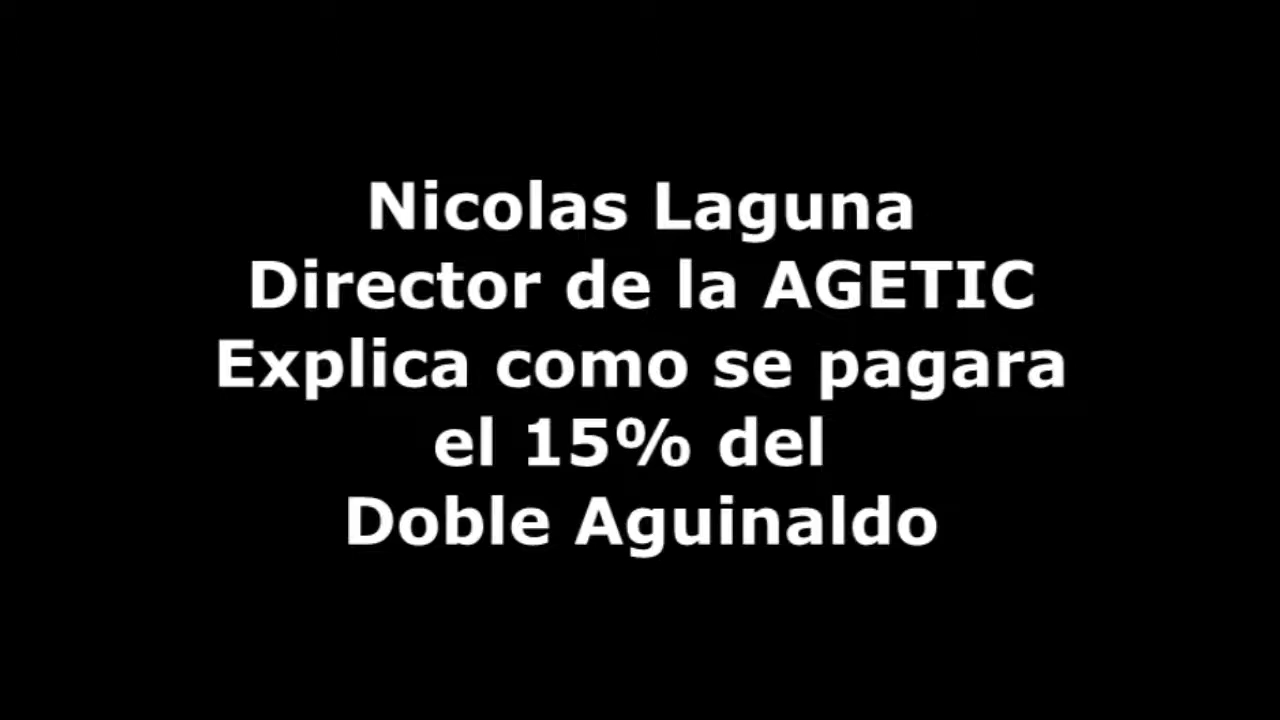 Nicolas Laguna
Director de la AGETIC
Explica como se pagara
el 15% del
Doble Aguinaldo